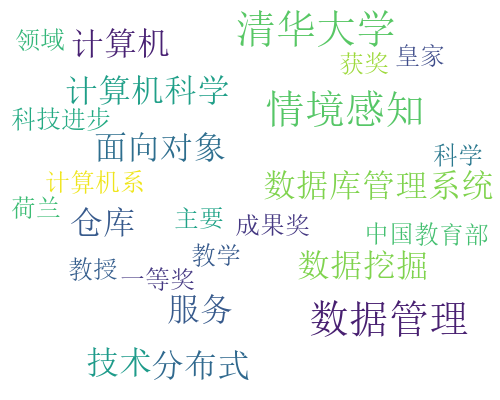 清华大学
领域
计算机
获奖
皇家
计算机科学
情境感知
科技进步
面向对象
科学
计算机系
数据库管理系统
荷兰
仓库
主要
成果奖
中国教育部
教学
数据挖掘
教授
一等奖
服务
数据管理
技术
分布式